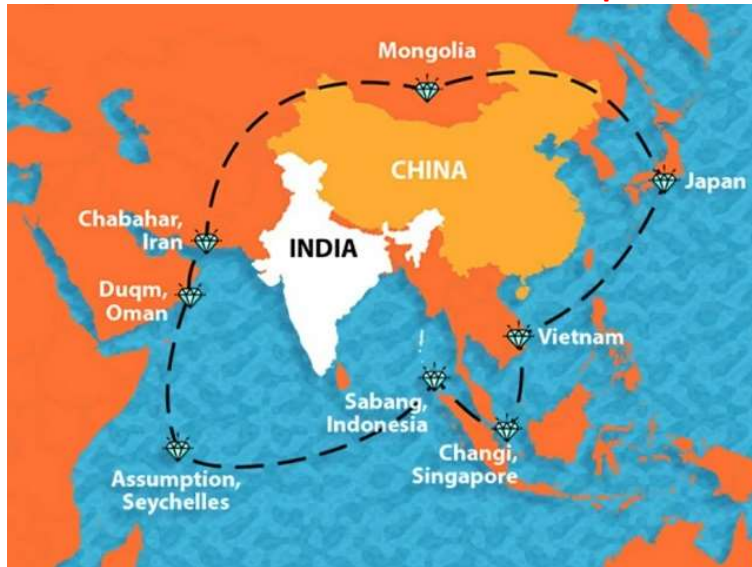 Mongolia
CHINA
Japan
Chabahar,
Iran
INDIA
Duqm,
Oman
Vietnam
Sabang,
Indonesia
Changi,
Singapore
Assumption,
Seychelles